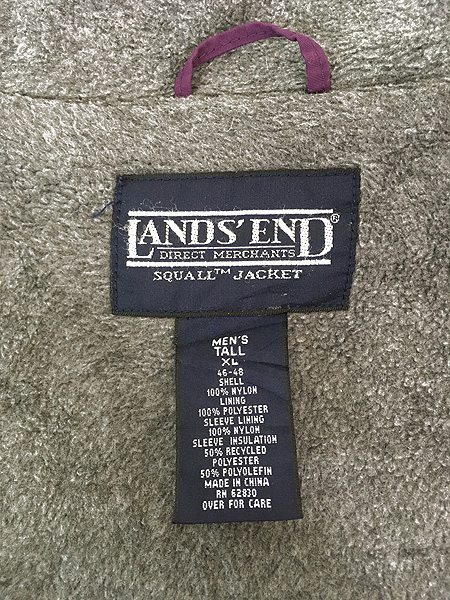 LANDS' END®
DIRECT MERCHANTS
SQUALL™ JACKET
MEN'S
TALL
XL
46-48
SHELL
100% NYLON
LINING
100% POLYESTER
SLEEVE LINING
100% NYLON
SLEEVE INSULATION
50% RECYCLED
POLYESTER
50% POLYOLEFIN
MADE IN CHINA
RN 62830
OVER FOR CARE